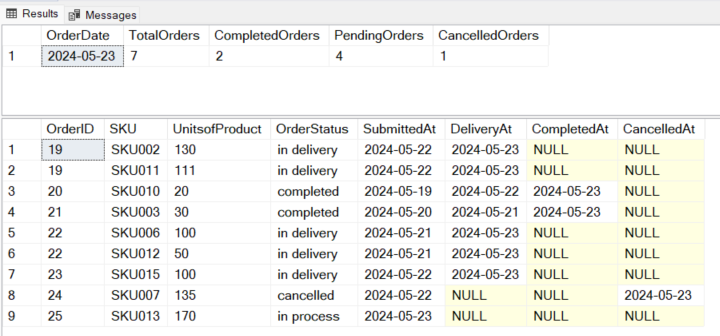 Results Messages
OrderDate TotalOrders CompletedOrders PendingOrders CancelledOrders
1 2024-05-23 7 2 4 1
OrderID SKU UnitsofProduct OrderStatus SubmittedAt DeliveryAt CompletedAt CancelledAt
1 19 SKU002 130 in delivery 2024-05-22 2024-05-23 NULL NULL
2 19 SKU011 111 in delivery 2024-05-22 2024-05-23 NULL NULL
3 20 SKU010 20 completed 2024-05-19 2024-05-22 2024-05-23 NULL
4 21 SKU003 30 completed 2024-05-20 2024-05-21 2024-05-23 NULL
5 22 SKU006 100 in delivery 2024-05-21 2024-05-23 NULL NULL
6 22 SKU012 50 in delivery 2024-05-21 2024-05-23 NULL NULL
7 23 SKU015 100 in delivery 2024-05-22 2024-05-23 NULL NULL
8 24 SKU007 135 cancelled 2024-05-22 NULL NULL 2024-05-23
9 25 SKU013 170 in process 2024-05-23 NULL NULL NULL